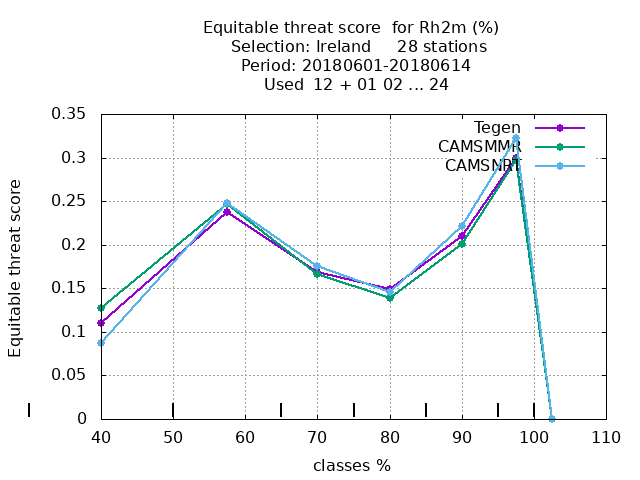 Equitable threat score  for Rh2m (%)
Selection: Ireland     28 stations
Period: 20180601-20180614
Used  12 + 01 02 ... 24
Equitable threat score
0.35
0.3
0.25
0.2
0.15
0.1
0.05
0
40 50 60 70 80 90 100 110
classes %
Tegen
CAMSMMR
CAMSNRT